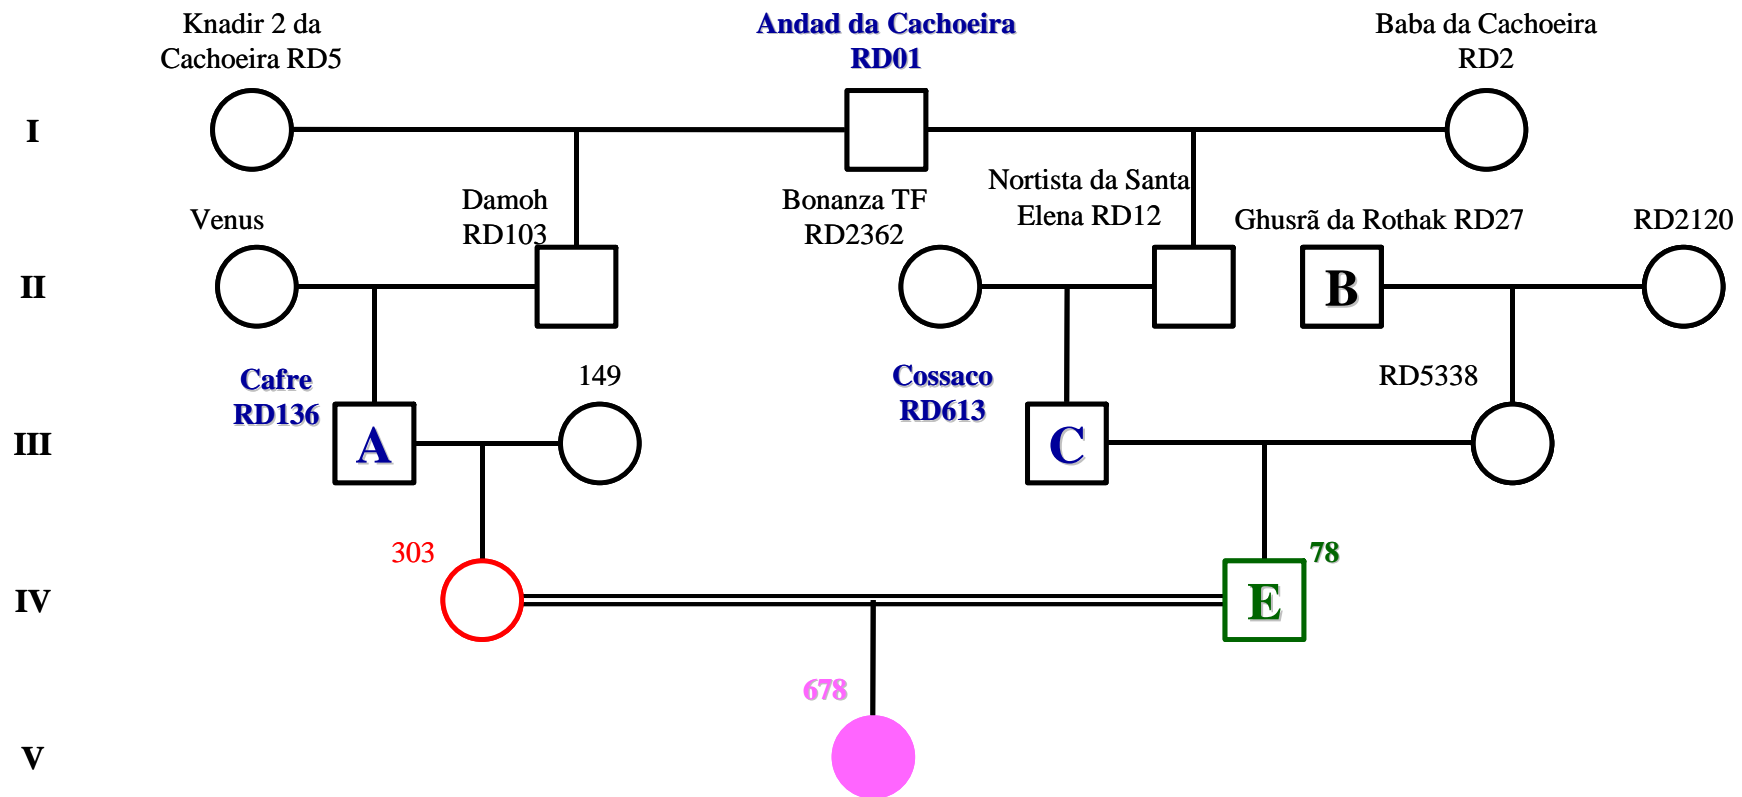 Knadir 2 da
Cachoeira RD5
Andad da Cachoeira
RD01
Baba da Cachoeira
RD2
I
Venus
Damoh
RD103
Bonanza TF
RD2362
Nortista da Santa
Elena RD12
Ghusrã da Rothak RD27
RD2120
II
B
Cafre
RD136
149
Cossaco
RD613
RD5338
III
A
C
303
78
IV
E
678
V